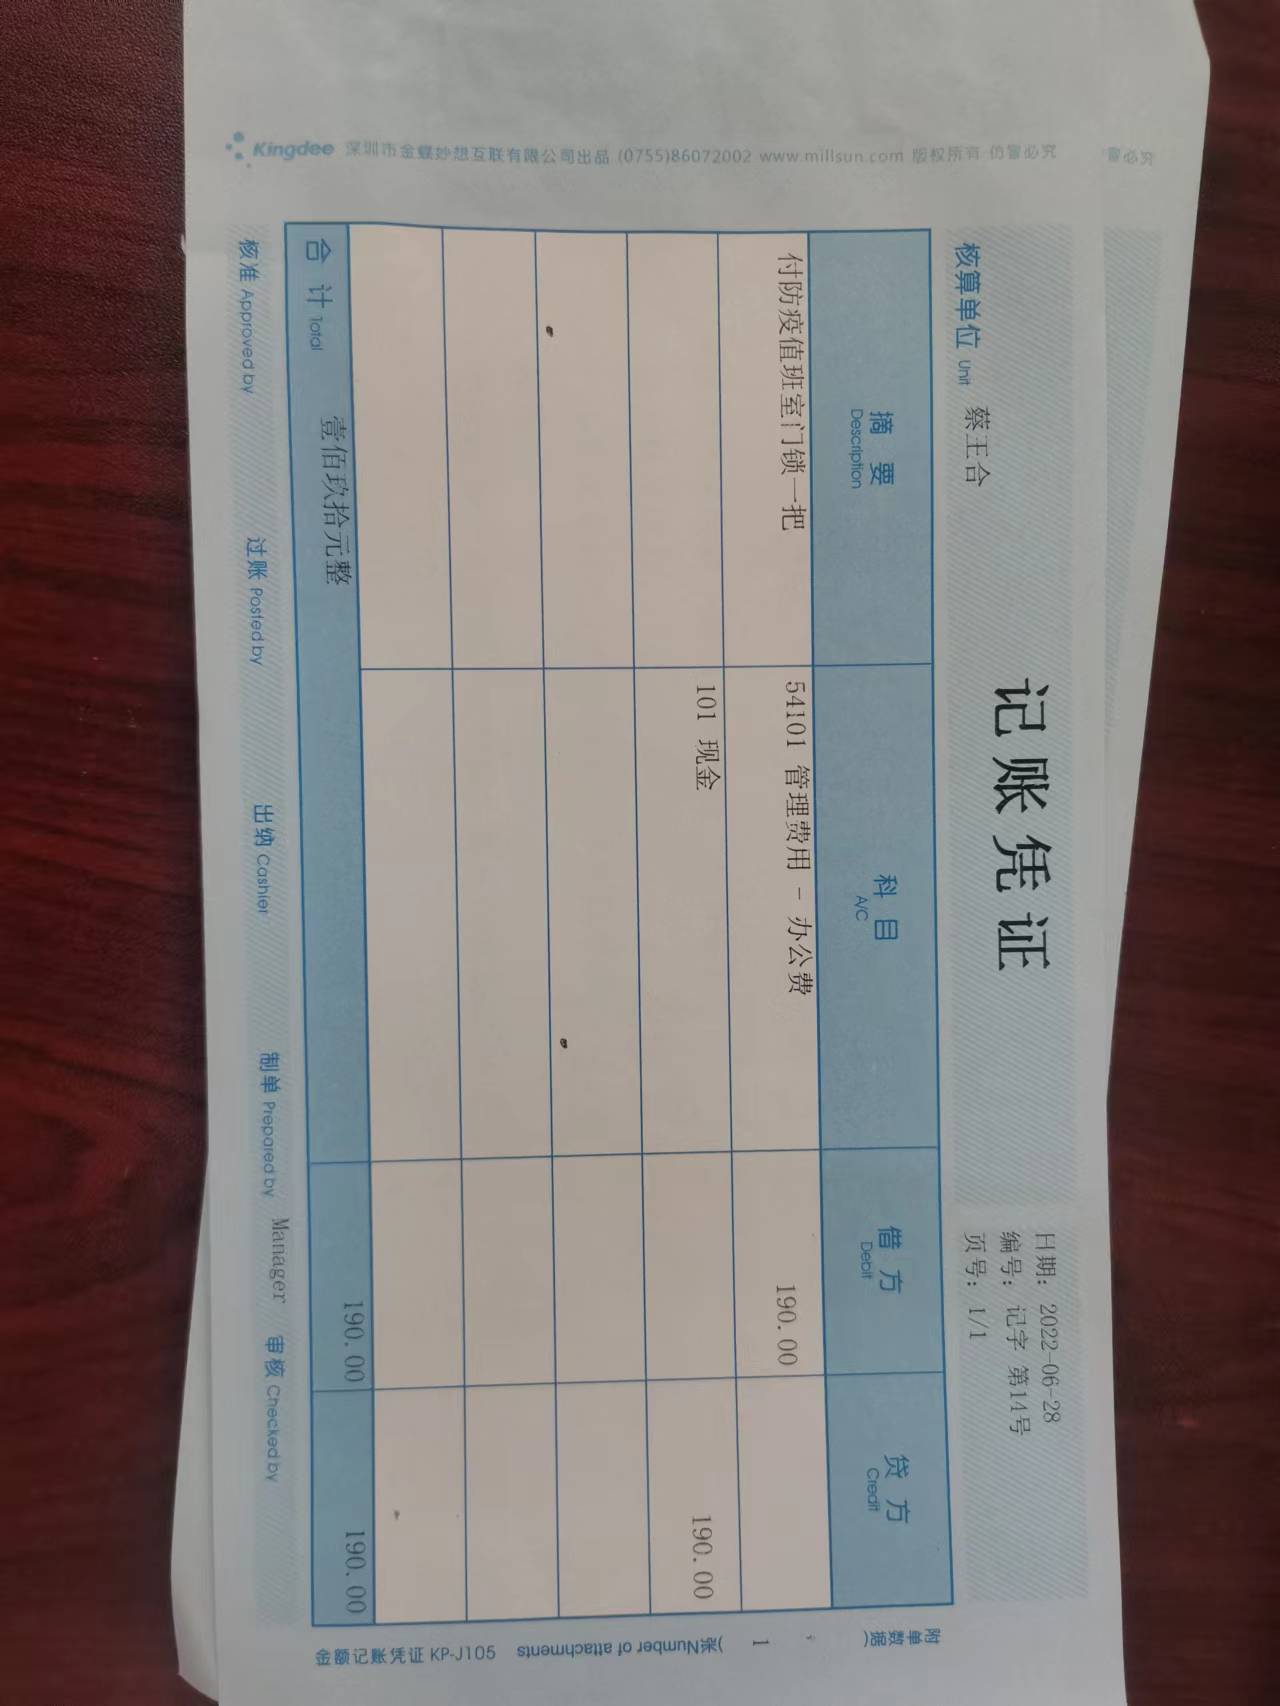 记账凭证
日期: 2022-06-28
编号: 记字 第14号
核算单位 Unit 蔡王合
页号: 1/1
摘要 科目 借方 贷方
Description A/C Debit Credit
付防疫值班室门锁一把 54101 管理费用 - 办公费 190.00
101 现金 190.00
合计 Total 壹佰玖拾元整 190.00 190.00
核准 Approved by 过账 Posted by 出纳 Cashier 制单 Prepared by Manager 审核 Checked by
附单据数( 1 )张 Number of attachments
金额记账凭证 KP-J105
Kingdee 深圳市金蝶妙想互联有限公司出品 (0755)86072002 www.millsun.com 版权所有 仿冒必究
冒必究